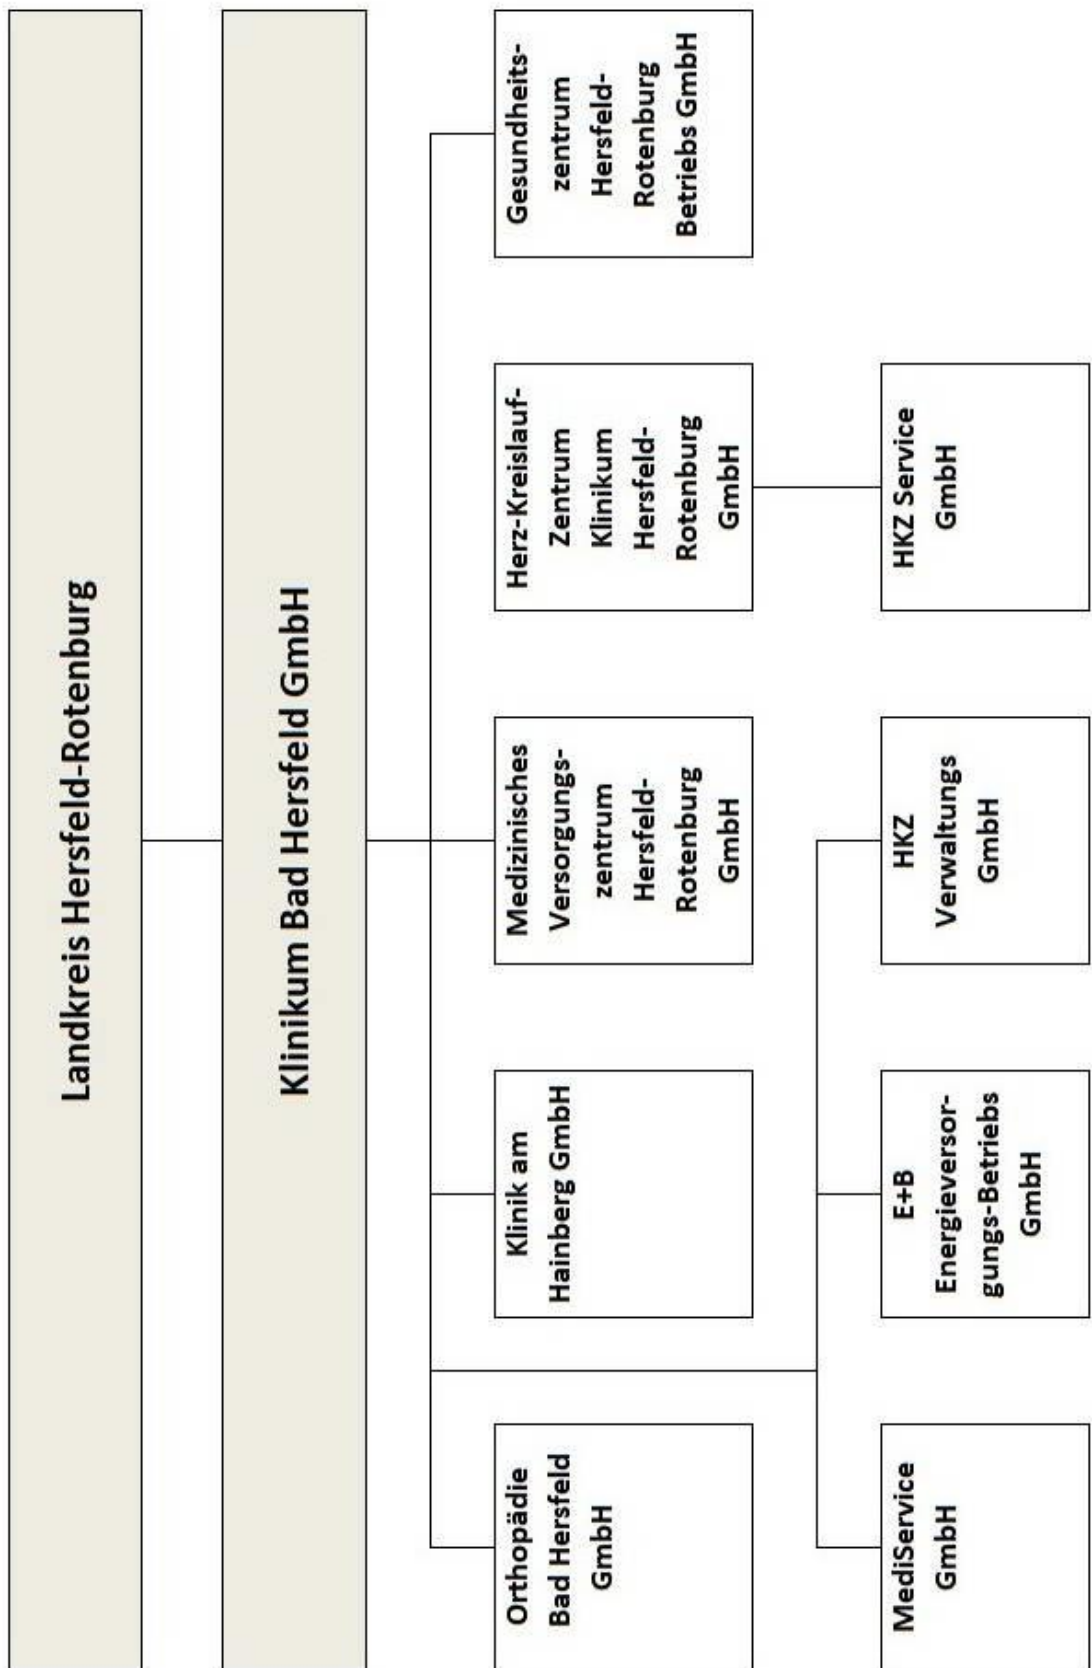 Landkreis Hersfeld-Rotenburg
Klinikum Bad Hersfeld GmbH
Orthopädie
Bad Hersfeld
GmbH
Klinik am
Hainberg GmbH
Medizinisches
Versorgungs-
zentrum
Hersfeld-
Rotenburg
GmbH
Herz-Kreislauf-
Zentrum
Klinikum
Hersfeld-
Rotenburg
GmbH
Gesundheits-
zentrum
Hersfeld-
Rotenburg
Betriebs GmbH
MediService
GmbH
E+B
Energieversor-
gungs-Betriebs
GmbH
HKZ
Verwaltungs
GmbH
HKZ Service
GmbH